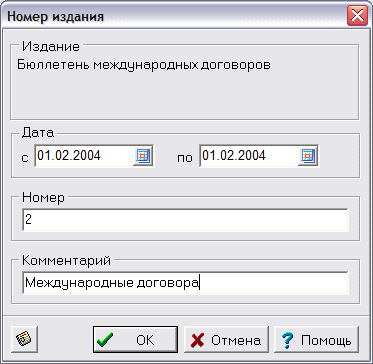 Номер издания
Издание
Бюллетень международных договоров
Дата
с 01.02.2004 по 01.02.2004
Номер
2
Комментарий
Международные договора
OK Отмена ? Помощь